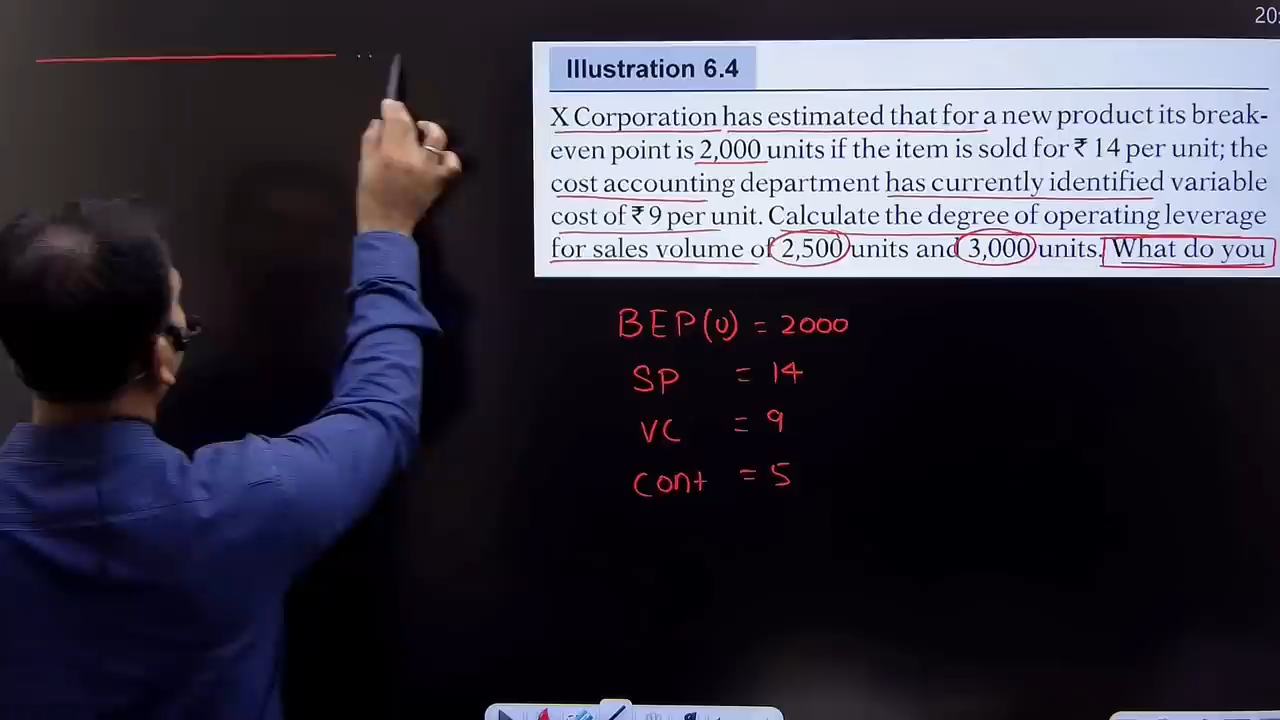 20:
Illustration 6.4
X Corporation has estimated that for a new product its break-
even point is 2,000 units if the item is sold for ₹ 14 per unit; the
cost accounting department has currently identified variable
cost of ₹ 9 per unit. Calculate the degree of operating leverage
for sales volume of 2,500 units and 3,000 units. What do you
BEP(U) = 2000
SP = 14
VC = 9
Cont = 5